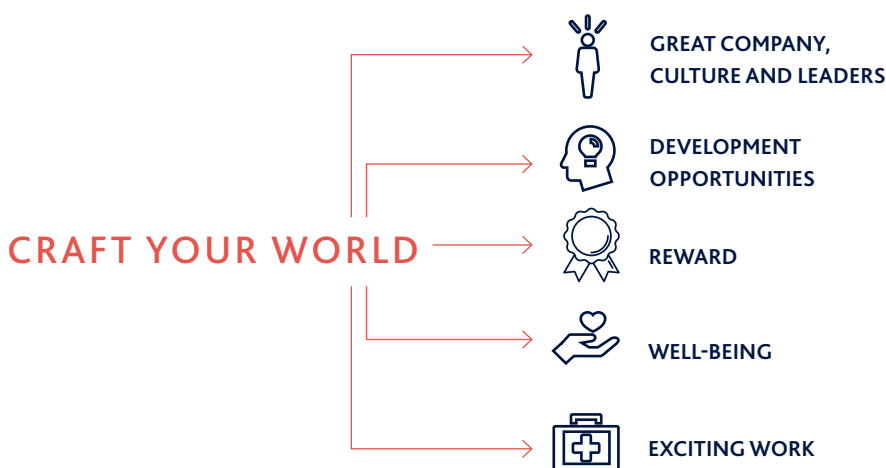 GREAT COMPANY,
CULTURE AND LEADERS
DEVELOPMENT
OPPORTUNITIES
CRAFT YOUR WORLD
REWARD
WELL-BEING
EXCITING WORK